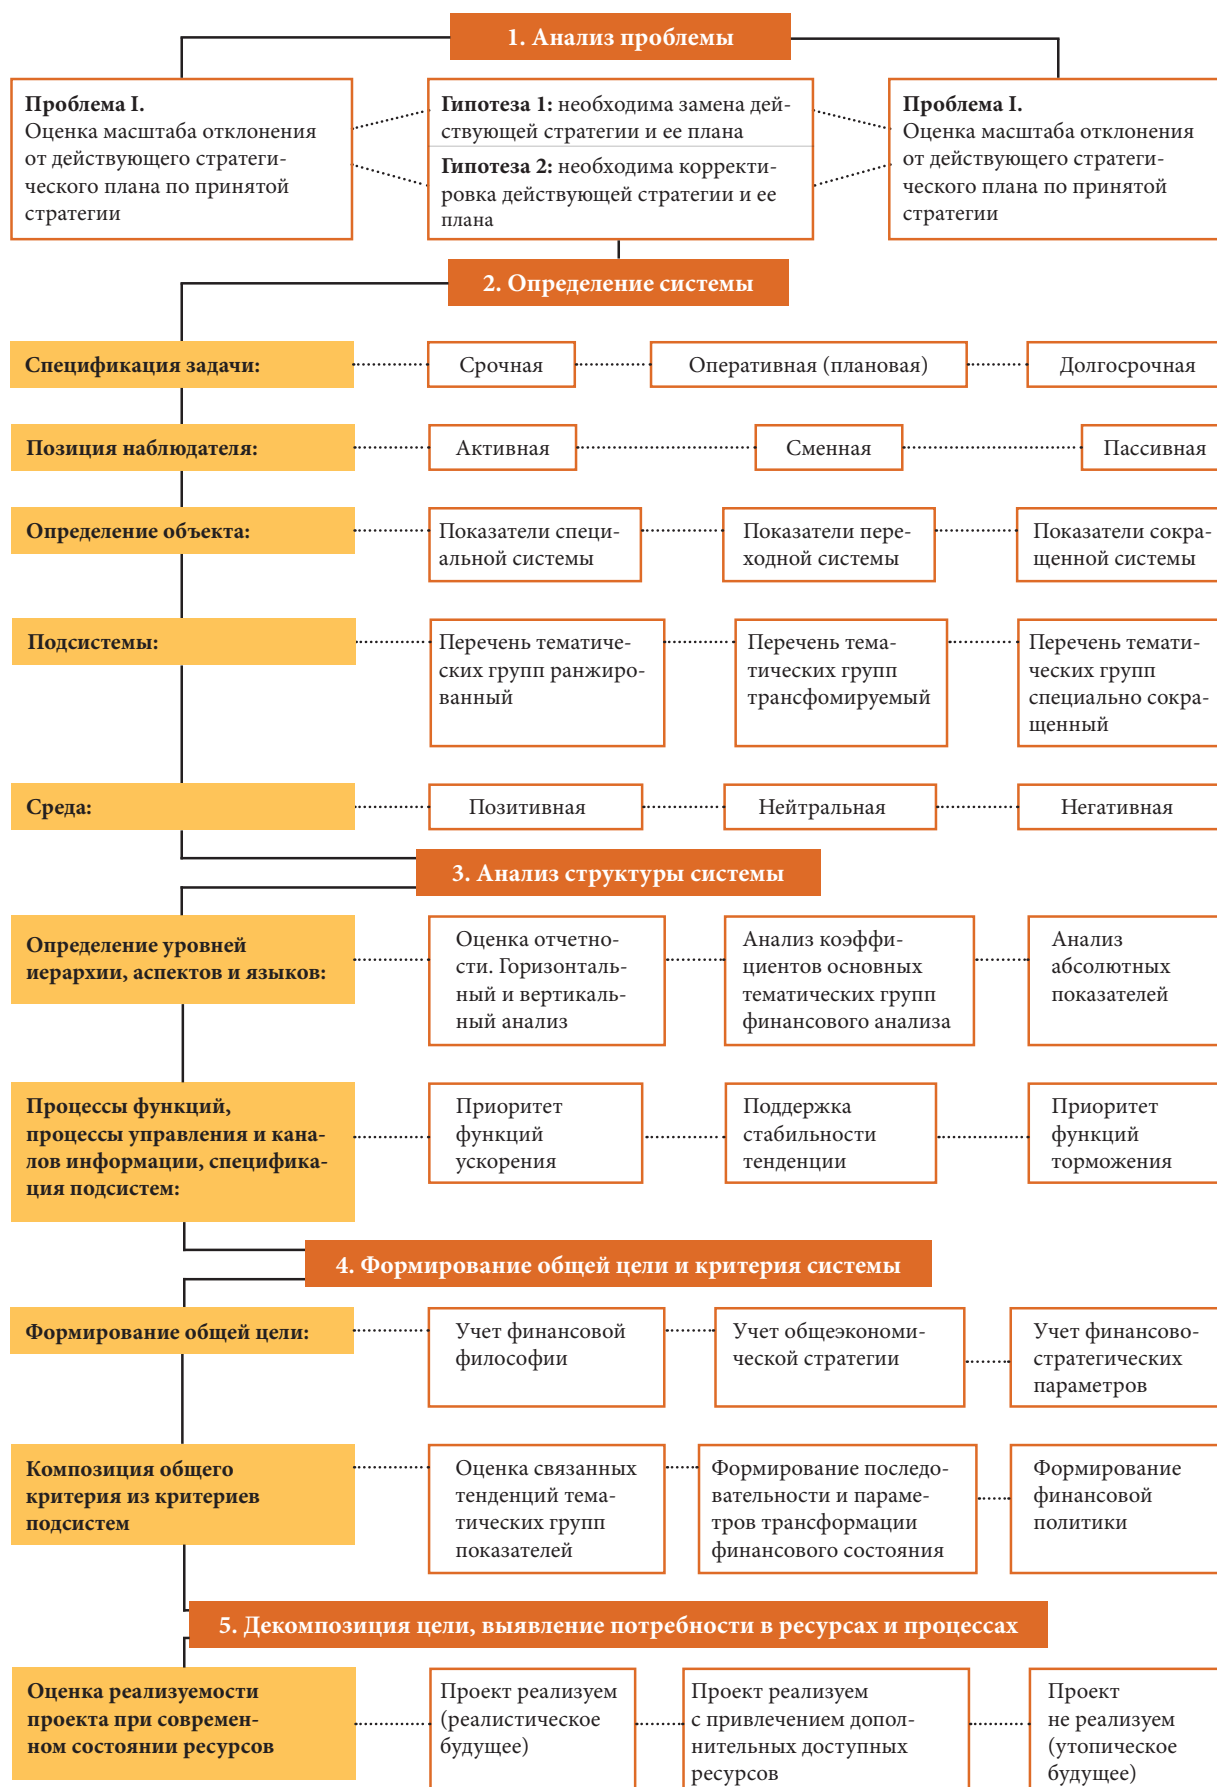 1. Анализ проблемы
Проблема I.
Оценка масштаба отклонения
от действующего стратеги-
ческого плана по принятой
стратегии
Гипотеза 1: необходима замена дей-
ствующей стратегии и ее плана
Гипотеза 2: необходима корректи-
ровка действующей стратегии и ее
плана
Проблема I.
Оценка масштаба отклонения
от действующего стратеги-
ческого плана по принятой
стратегии
2. Определение системы
Спецификация задачи:
Срочная
Оперативная (плановая)
Долгосрочная
Позиция наблюдателя:
Активная
Сменная
Пассивная
Определение объекта:
Показатели специ-
альной системы
Показатели пере-
ходной системы
Показатели сокра-
щенной системы
Подсистемы:
Перечень тематиче-
ских групп ранжиро-
ванный
Перечень тема-
тических групп
трансфомируемый
Перечень темати-
ческих групп
специально сокра-
щенный
Среда:
Позитивная
Нейтральная
Негативная
3. Анализ структуры системы
Определение уровней
иерархии, аспектов и языков:
Оценка отчетно-
сти. Горизонталь-
ный и вертикаль-
ный анализ
Анализ коэффи-
циентов основных
тематических групп
финансового анализа
Анализ
абсолютных
показателей
Процессы функций,
процессы управления и кана-
лов информации, специфика-
ция подсистем:
Приоритет
функций
ускорения
Поддержка
стабильности
тенденции
Приоритет
функций
торможения
4. Формирование общей цели и критерия системы
Формирование общей цели:
Учет финансовой
философии
Учет общеэкономи-
ческой стратегии
Учет финансово-
стратегических
параметров
Композиция общего
критерия из критериев
подсистем
Оценка связанных
тенденций тема-
тических групп
показателей
Формирование последо-
вательности и параме-
тров трансформации
финансового состояния
Формирование
финансовой
политики
5. Декомпозиция цели, выявление потребности в ресурсах и процессах
Оценка реализуемости
проекта при современ-
ном состоянии ресурсов
Проект реализуем
(реалистическое
будущее)
Проект реализуем
с привлечением допол-
нительных доступных
ресурсов
Проект
не реализуем
(утопическое
будущее)